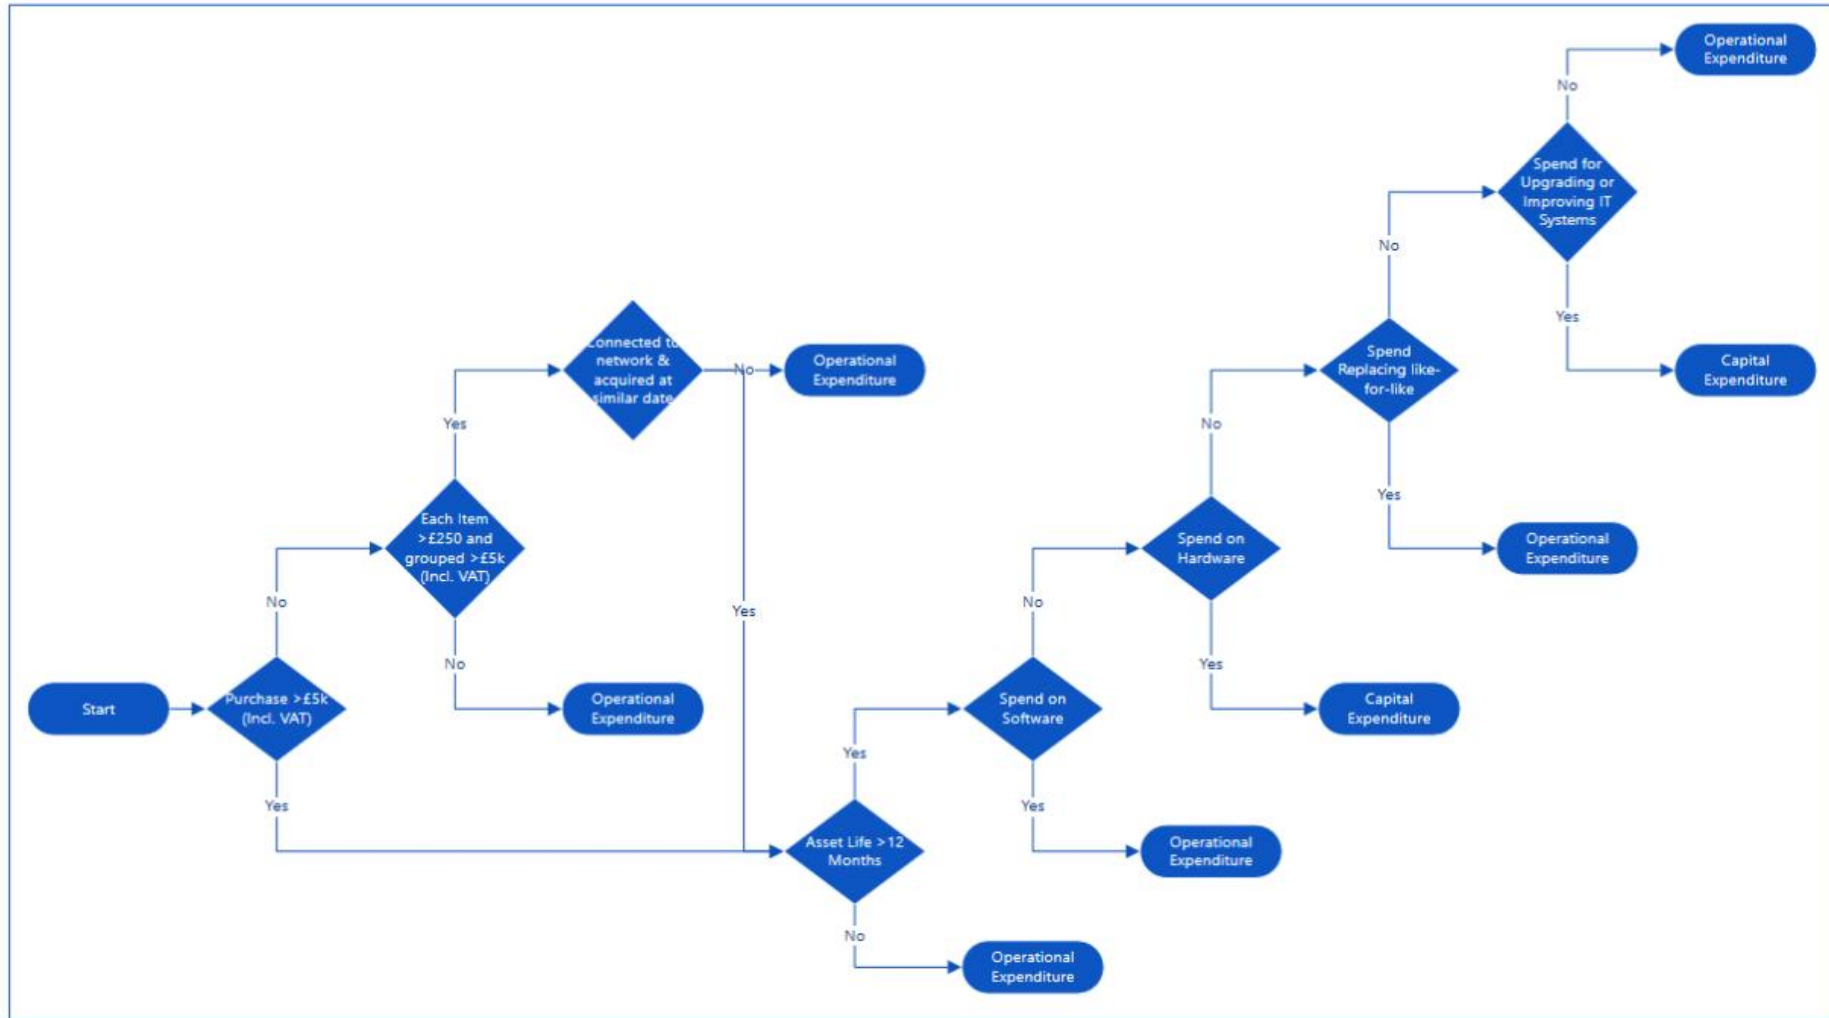 Operational
Expenditure
No
Spend for
Upgrading or
Improving IT
Systems
No
Yes
Connected to
network &
acquired at
similar date
No
Operational
Expenditure
Spend
Replacing like-
for-like
Capital
Expenditure
Yes
No
Each Item
>£250 and
grouped >£5k
(Incl. VAT)
Yes
Spend on
Hardware
Operational
Expenditure
No
Yes
No
No
Yes
Start
Purchase >£5k
(Incl. VAT)
Operational
Expenditure
Spend on
Software
Capital
Expenditure
Yes
Yes
Yes
Asset Life >12
Months
Operational
Expenditure
No
Operational
Expenditure